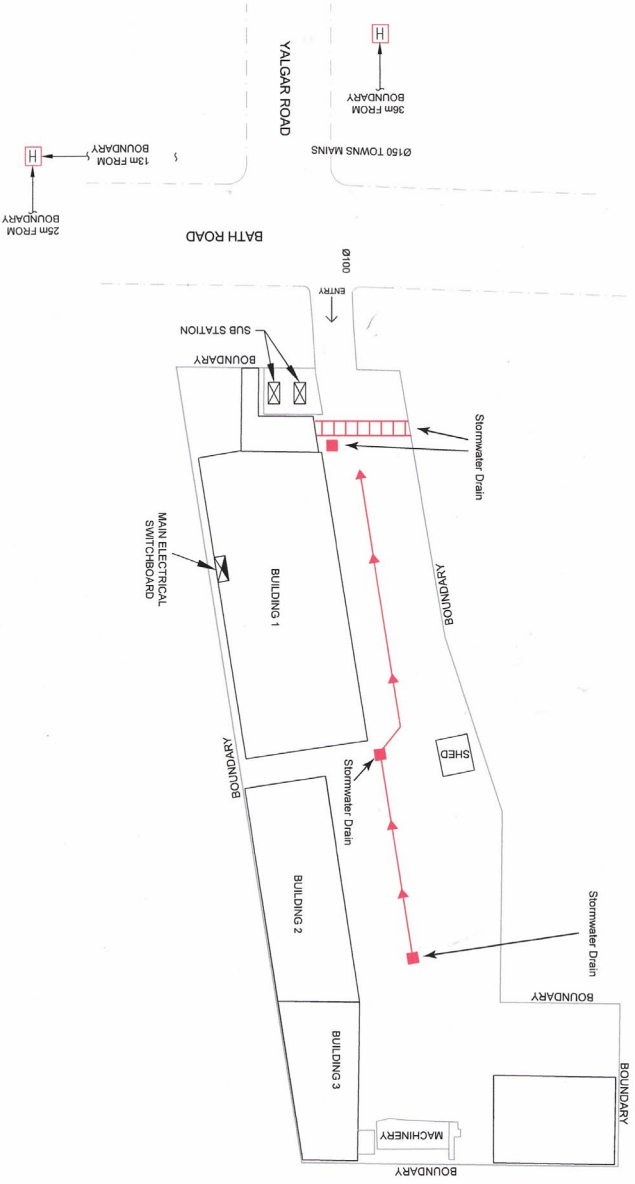 H
36m FROM
BOUNDARY
YALGAR ROAD
Ø150 TOWNS MAINS
H
13m FROM
BOUNDARY
25m FROM
BOUNDARY
BATH ROAD
Ø100
ENTRY
SUB STATION
BOUNDARY
Stormwater Drain
MAIN ELECTRICAL
SWITCHBOARD
BUILDING 1
BOUNDARY
SHED
BOUNDARY
Stormwater Drain
BUILDING 2
Stormwater Drain
BOUNDARY
BUILDING 3
BOUNDARY
MACHINERY
BOUNDARY